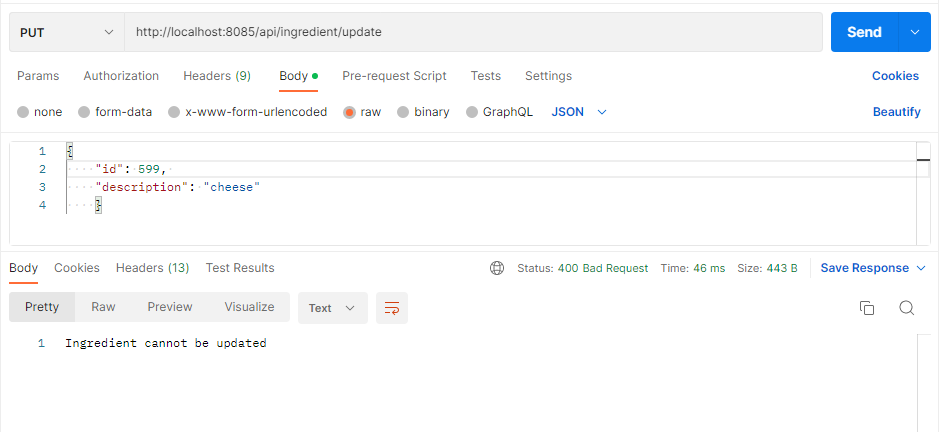 PUT http://localhost:8085/api/ingredient/update Send
Params Authorization Headers (9) Body Pre-request Script Tests Settings Cookies
none form-data x-www-form-urlencoded raw binary GraphQL JSON Beautify
1 {
2 "id": 599,
3 "description": "cheese"
4 }
Body Cookies Headers (13) Test Results Status: 400 Bad Request Time: 46 ms Size: 443 B Save Response
Pretty Raw Preview Visualize Text
1 Ingredient cannot be updated